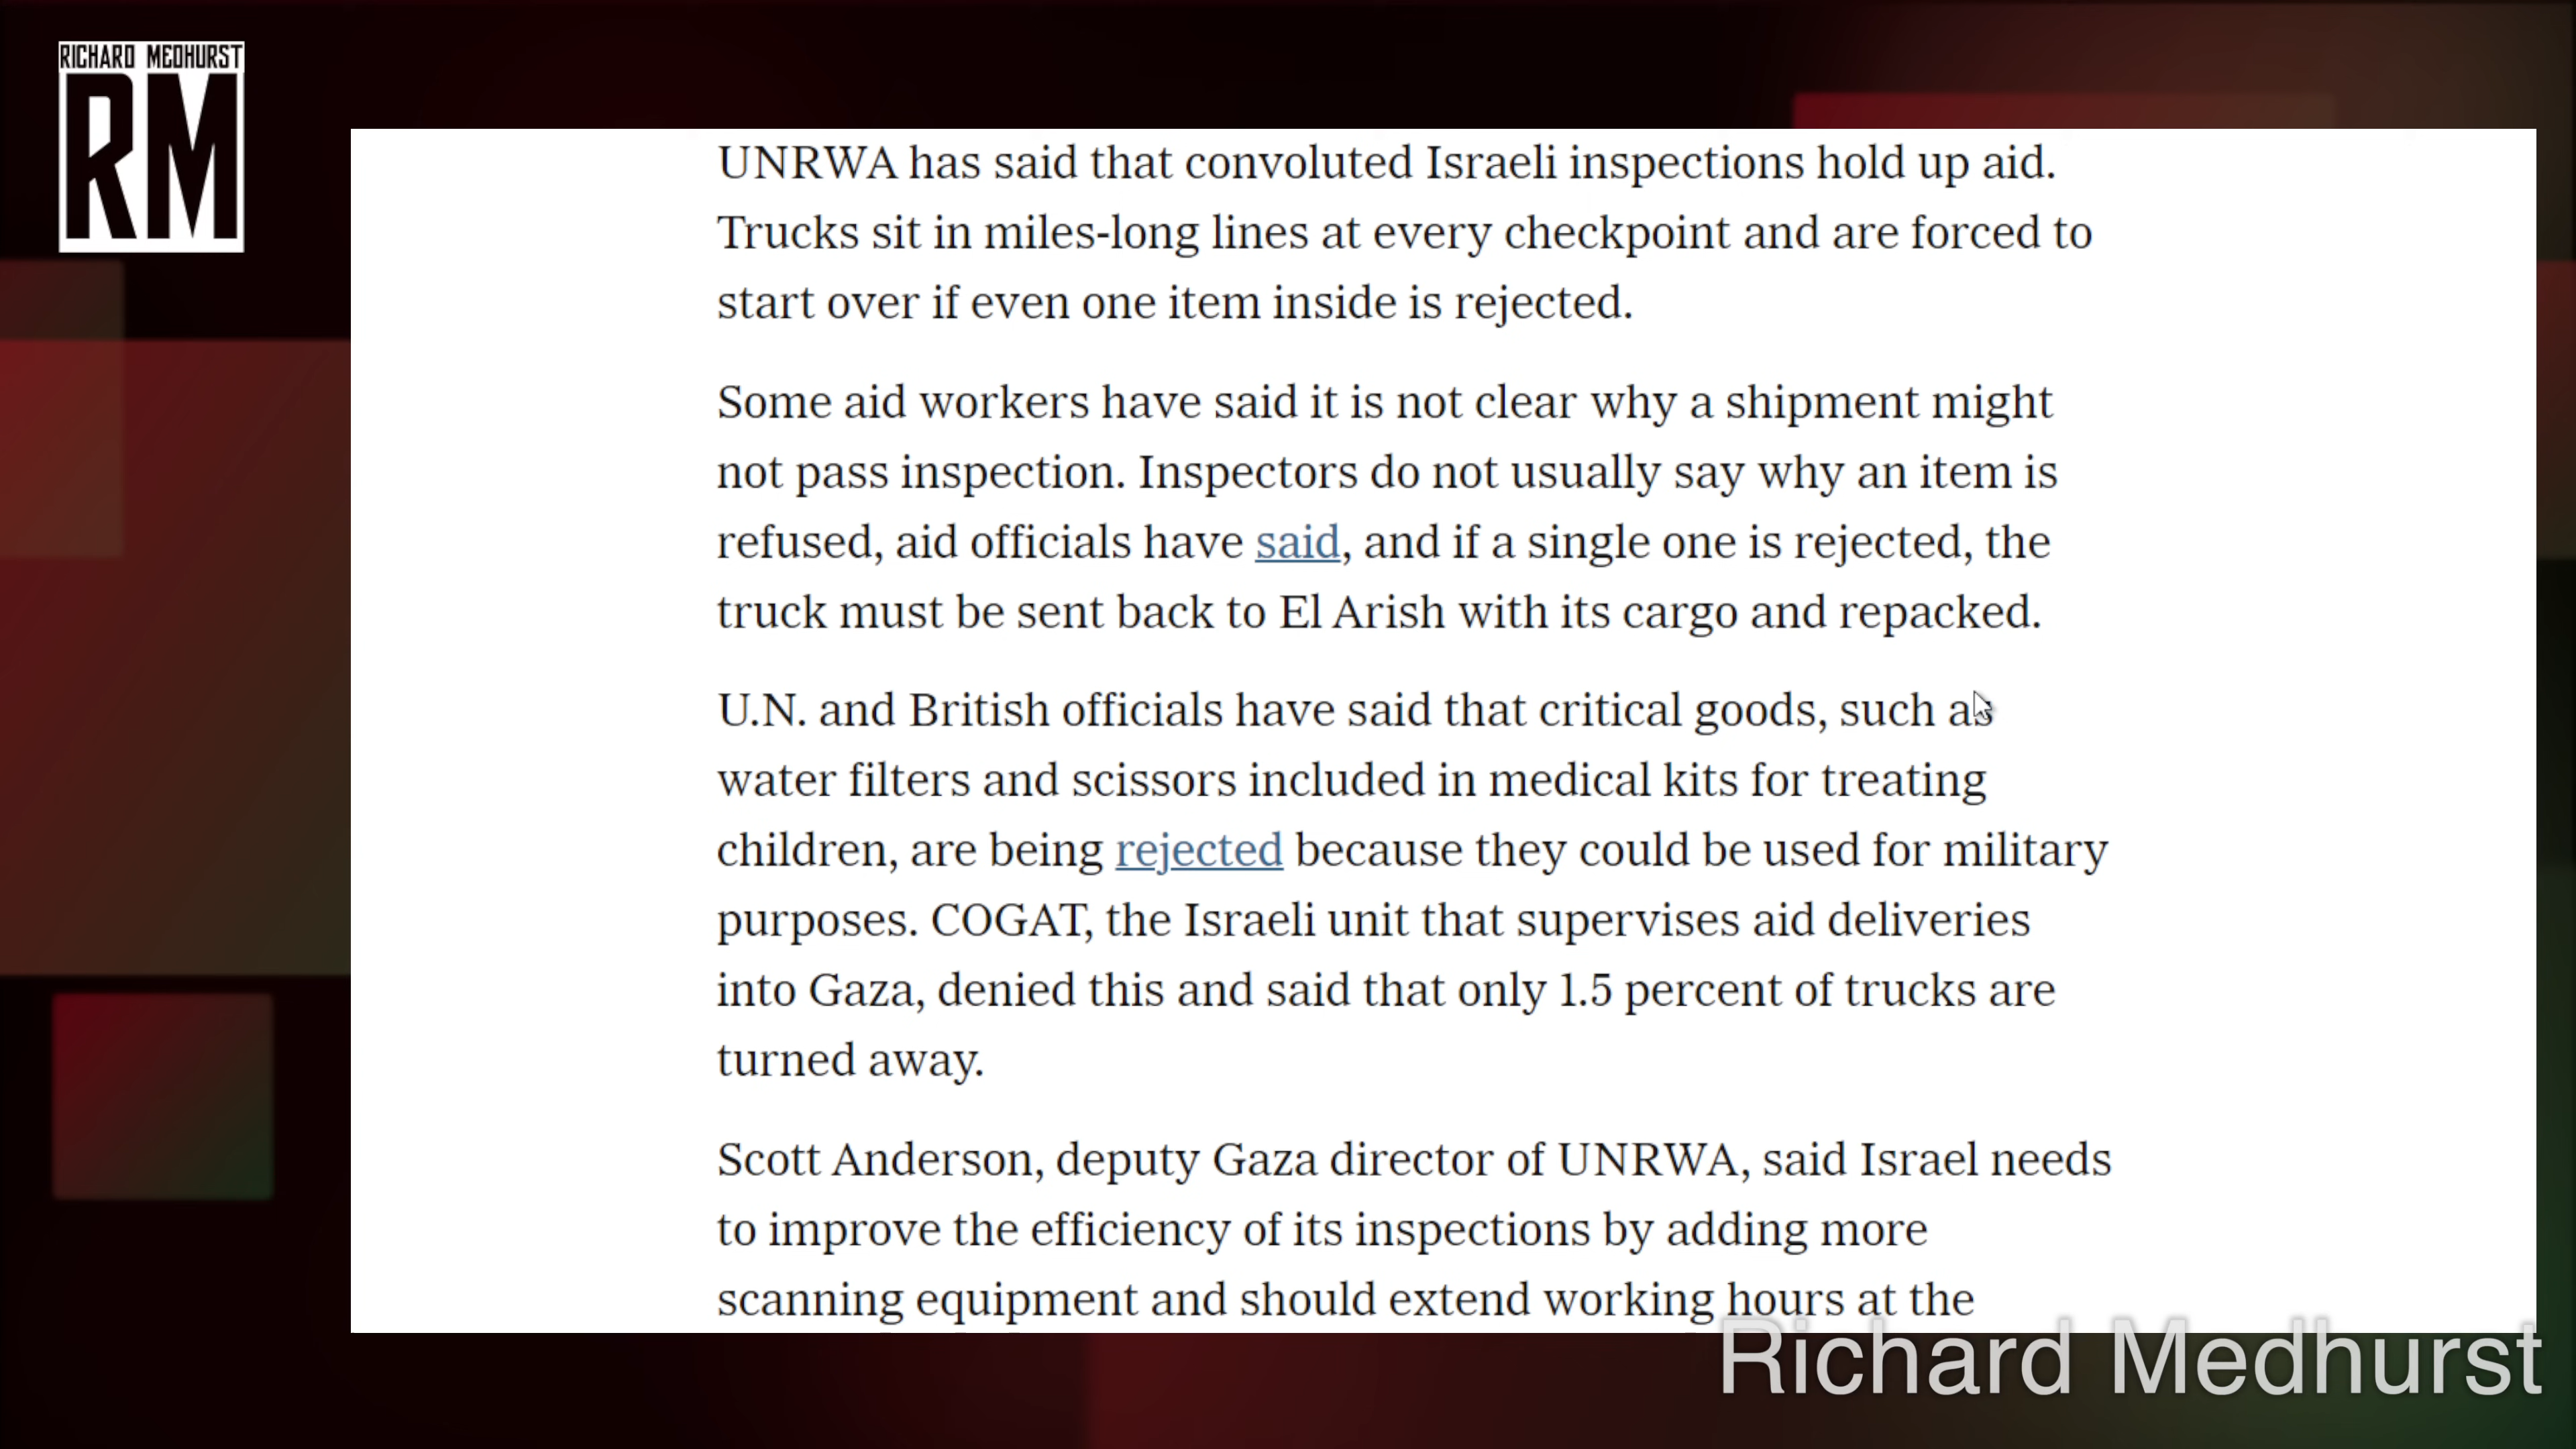 RICHARD MEDHURST
RM
UNRWA has said that convoluted Israeli inspections hold up aid.
Trucks sit in miles-long lines at every checkpoint and are forced to
start over if even one item inside is rejected.
Some aid workers have said it is not clear why a shipment might
not pass inspection. Inspectors do not usually say why an item is
refused, aid officials have said, and if a single one is rejected, the
truck must be sent back to El Arish with its cargo and repacked.
U.N. and British officials have said that critical goods, such as
water filters and scissors included in medical kits for treating
children, are being rejected because they could be used for military
purposes. COGAT, the Israeli unit that supervises aid deliveries
into Gaza, denied this and said that only 1.5 percent of trucks are
turned away.
Scott Anderson, deputy Gaza director of UNRWA, said Israel needs
to improve the efficiency of its inspections by adding more
scanning equipment and should extend working hours at the
Richard Medhurst